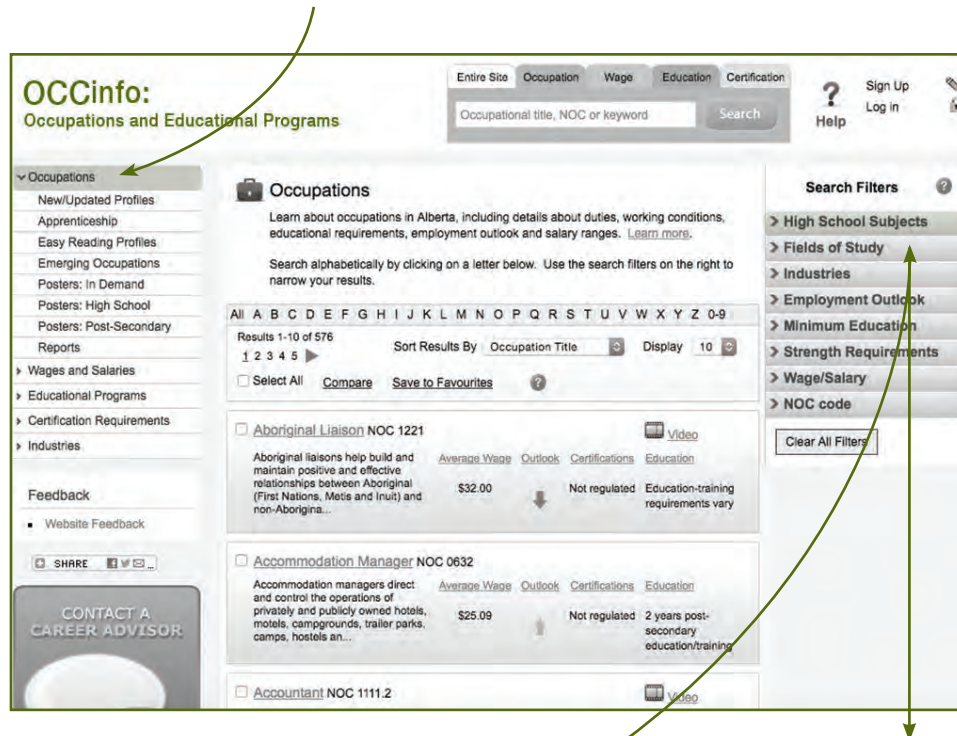 OCCinfo:
Occupations and Educational Programs
Entire Site Occupation Wage Education Certification
Occupational title, NOC or keyword Search
? Help
Sign Up
Log in
Occupations
New/Updated Profiles
Apprenticeship
Easy Reading Profiles
Emerging Occupations
Posters: In Demand
Posters: High School
Posters: Post-Secondary
Reports
Wages and Salaries
Educational Programs
Certification Requirements
Industries
Feedback
Website Feedback
SHARE
CONTACT A
CAREER ADVISOR
Occupations
Learn about occupations in Alberta, including details about duties, working conditions,
educational requirements, employment outlook and salary ranges. Learn more.
Search alphabetically by clicking on a letter below. Use the search filters on the right to
narrow your results.
All A B C D E F G H I J K L M N O P Q R S T U V W X Y Z 0-9
Results 1-10 of 576
1 2 3 4 5
Sort Results By Occupation Title Display 10
Select All Compare Save to Favourites ?
Aboriginal Liaison NOC 1221
Video
Aboriginal liaisons help build and
maintain positive and effective
relationships between Aboriginal
(First Nations, Metis and Inuit) and
non-Aborigina...
Average Wage Outlook Certifications Education
$32.00 Not regulated Education-training
requirements vary
Accommodation Manager NOC 0632
Accommodation managers direct
and control the operations of
privately and publicly owned hotels,
motels, campgrounds, trailer parks,
camps, hostels an...
Average Wage Outlook Certifications Education
$25.09 Not regulated 2 years post-
secondary
education/training
Accountant NOC 1111.2
Video
Search Filters ?
High School Subjects
Fields of Study
Industries
Employment Outlook
Minimum Education
Strength Requirements
Wage/Salary
NOC code
Clear All Filters